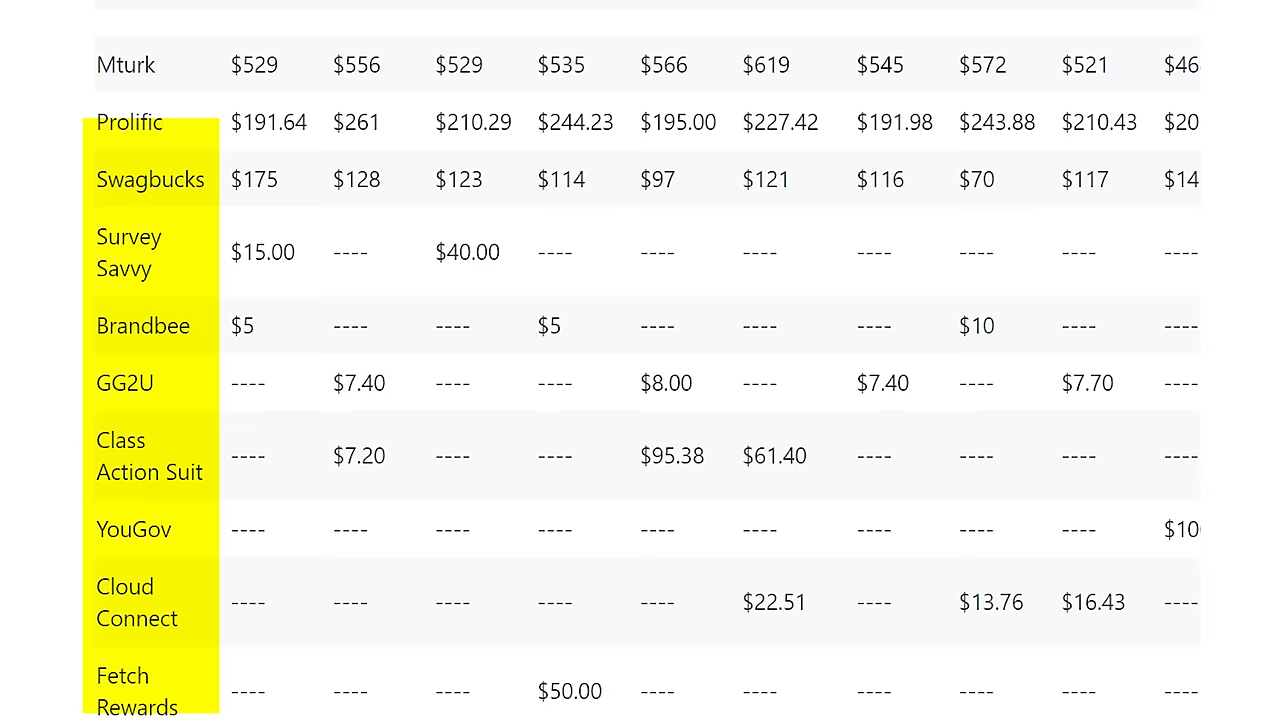 Mturk $529 $556 $529 $535 $566 $619 $545 $572 $521 $46
Prolific $191.64 $261 $210.29 $244.23 $195.00 $227.42 $191.98 $243.88 $210.43 $20
Swagbucks $175 $128 $123 $114 $97 $121 $116 $70 $117 $14
Survey
Savvy $15.00 ---- $40.00 ---- ---- ---- ---- ---- ---- ----
Brandbee $5 ---- ---- $5 ---- ---- ---- $10 ---- ----
GG2U ---- $7.40 ---- ---- $8.00 ---- $7.40 ---- $7.70 ----
Class
Action Suit ---- $7.20 ---- ---- $95.38 $61.40 ---- ---- ---- ----
YouGov ---- ---- ---- ---- ---- ---- ---- ---- ---- $10
Cloud
Connect ---- ---- ---- ---- ---- $22.51 ---- $13.76 $16.43 ----
Fetch
Rewards ---- ---- ---- $50.00 ---- ---- ---- ---- ---- ----